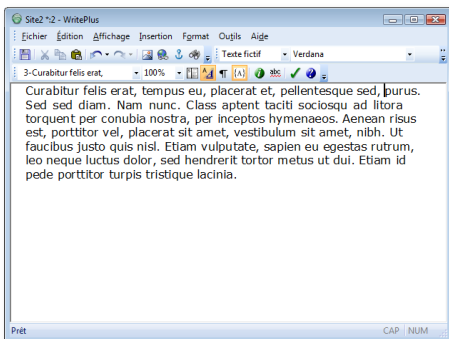 Site2 *:2 - WritePlus
Fichier Édition Affichage Insertion Format Outils Aide
Texte fictif Verdana
3-Curabitur felis erat, 100% ¶ {A} abc
Curabitur felis erat, tempus eu, placerat et, pellentesque sed, purus.
Sed sed diam. Nam nunc. Class aptent taciti sociosqu ad litora
torquent per conubia nostra, per inceptos hymenaeos. Aenean risus
est, porttitor vel, placerat sit amet, vestibulum sit amet, nibh. Ut
faucibus justo quis nisl. Etiam vulputate, sapien eu egestas rutrum,
leo neque luctus dolor, sed hendrerit tortor metus ut dui. Etiam id
pede porttitor turpis tristique lacinia.
Prêt CAP NUM